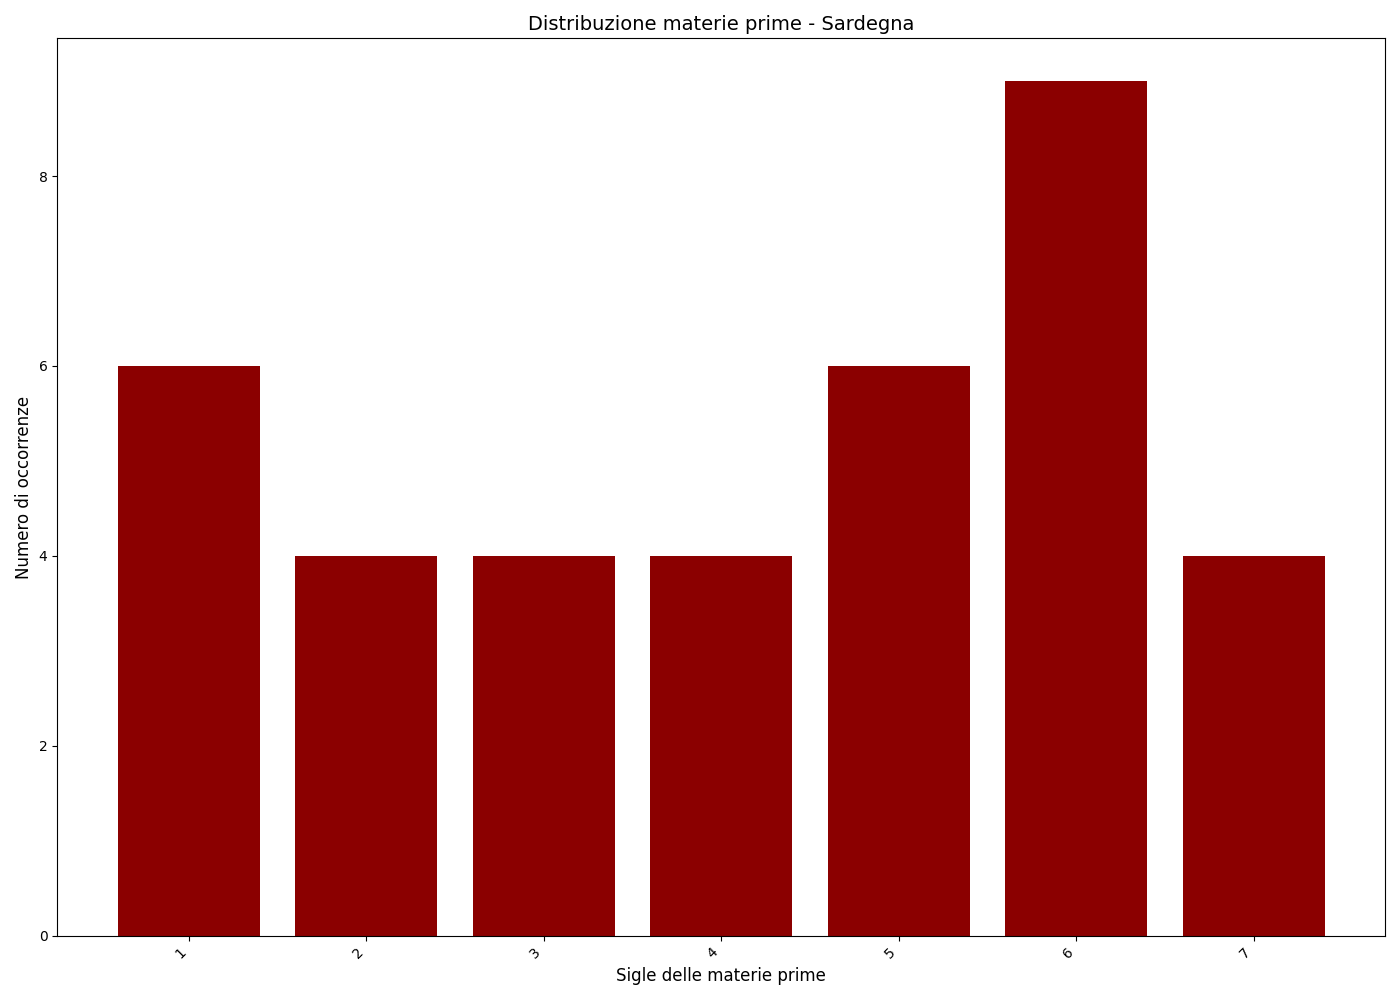 Distribuzione materie prime - Sardegna
Numero di occorrenze
8
6
4
2
0
1 2 3 4 5 6 7
Sigle delle materie prime